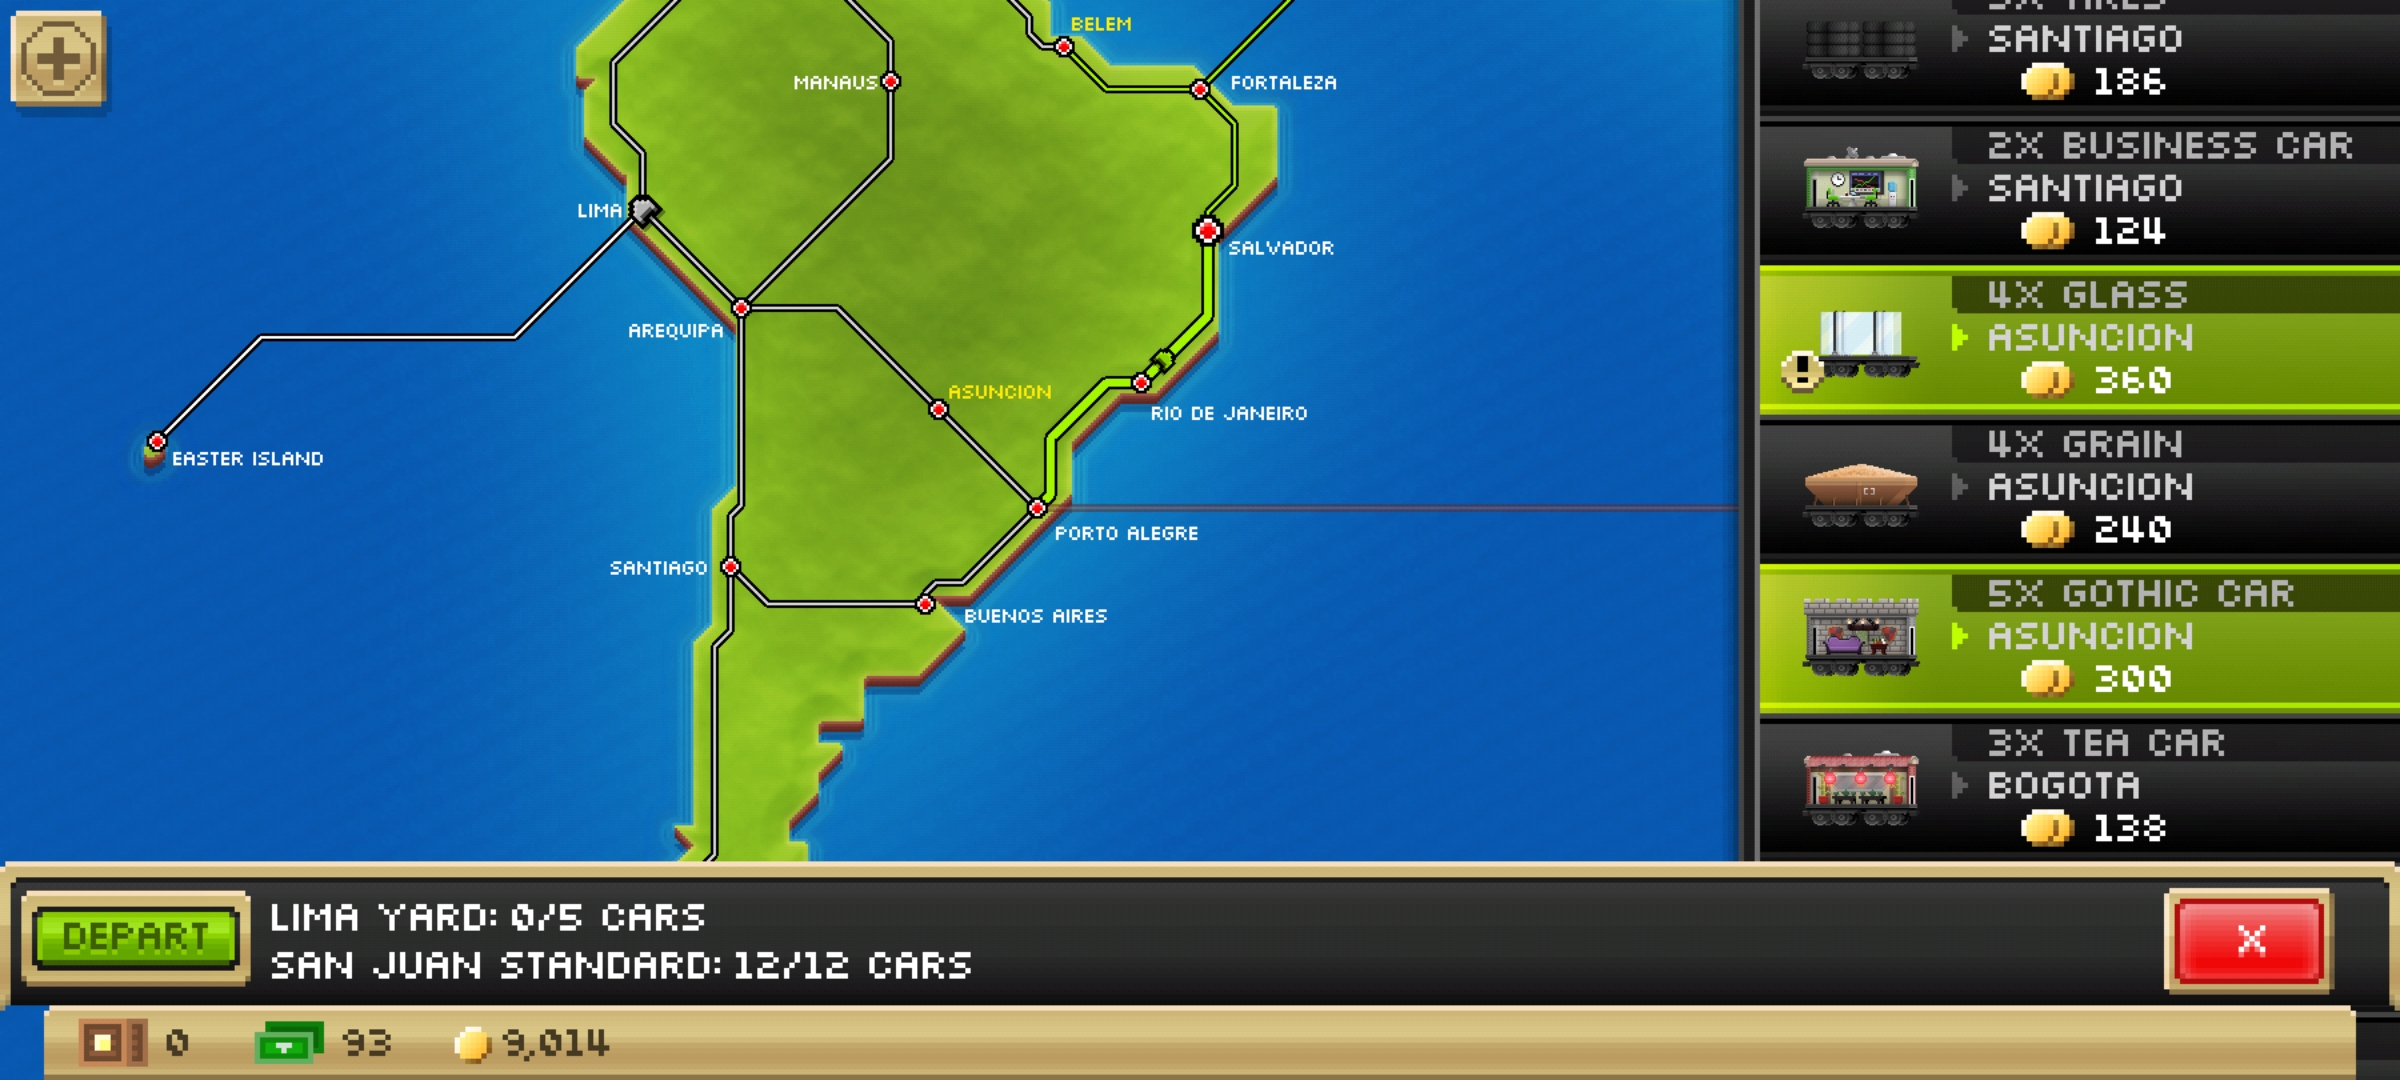 BELEM
MANAUS
FORTALEZA
LIMA
SALVADOR
AREQUIPA
ASUNCION
RIO DE JANEIRO
EASTER ISLAND
PORTO ALEGRE
SANTIAGO
BUENOS AIRES
SANTIAGO
186
2X BUSINESS CAR
SANTIAGO
124
4X GLASS
ASUNCION
360
4X GRAIN
ASUNCION
240
5X GOTHIC CAR
ASUNCION
300
3X TEA CAR
BOGOTA
138
DEPART
LIMA YARD: 0/5 CARS
SAN JUAN STANDARD: 12/12 CARS
X
0
93
9,014